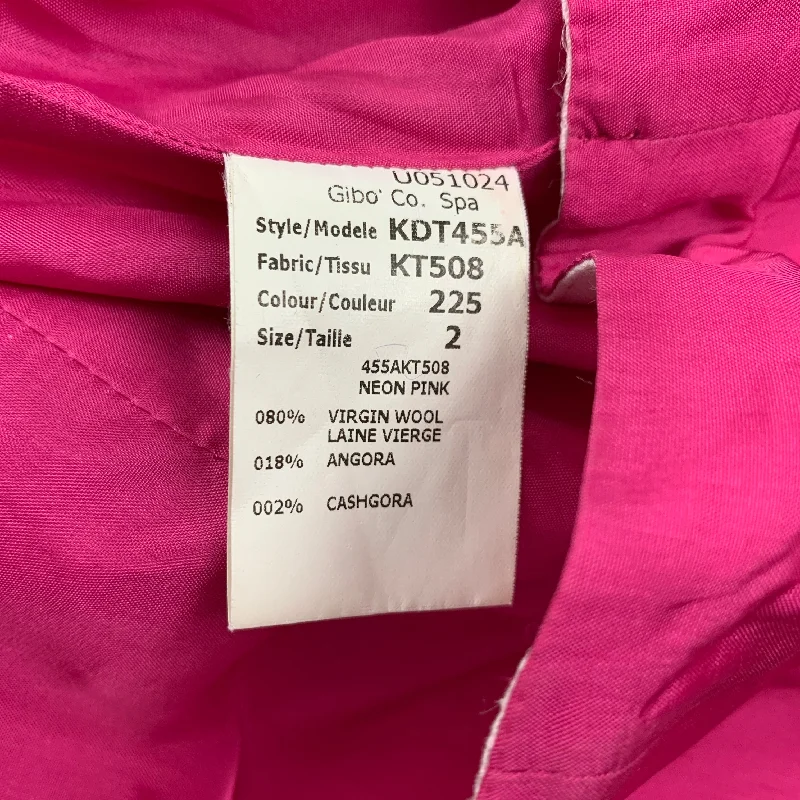 U051024
Gibo' Co. Spa
Style/Modele KDT455A
Fabric/Tissu KT508
Colour/Couleur 225
Size/Taille 2
455AKT508
NEON PINK
080% VIRGIN WOOL
LAINE VIERGE
018% ANGORA
002% CASHGORA